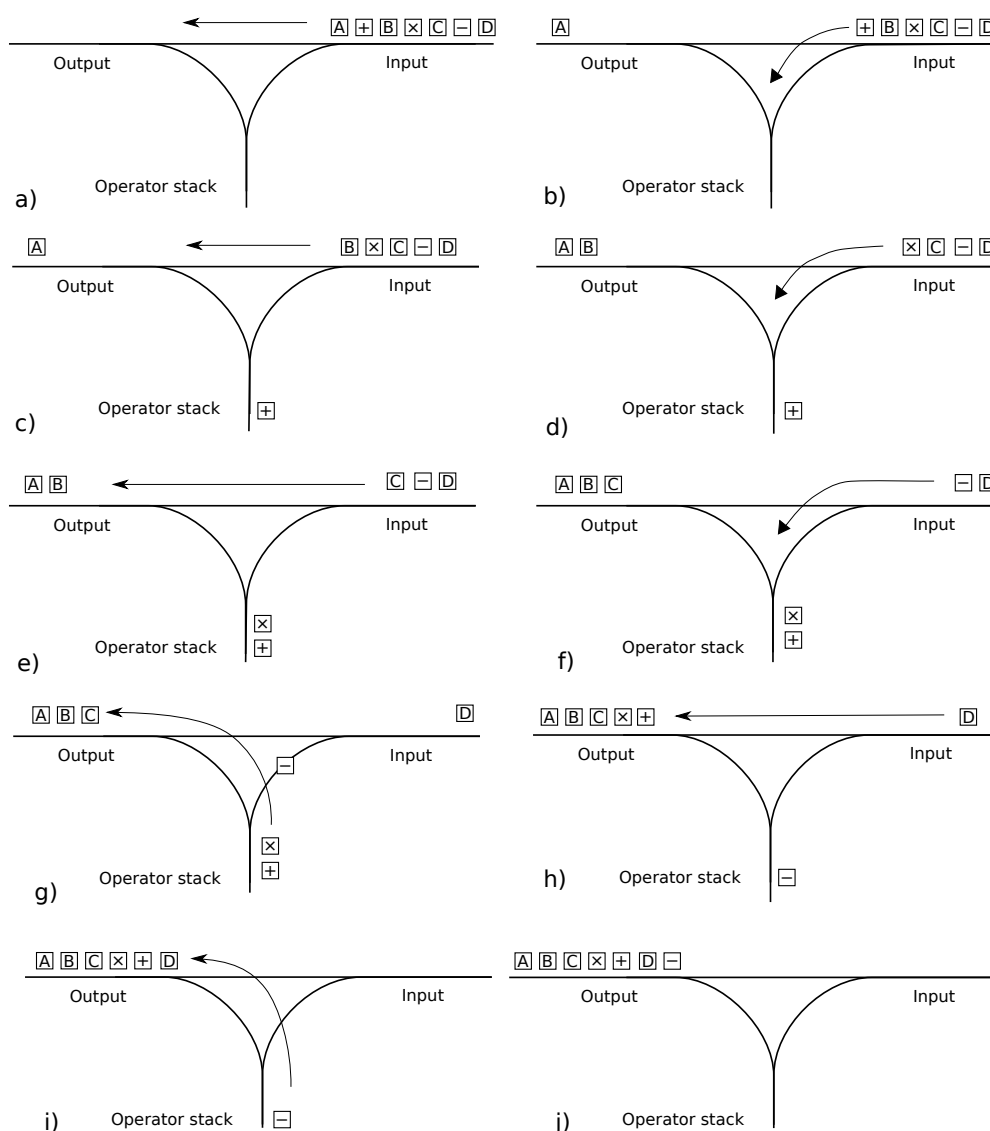 A + B × C − D
Output
Input
Operator stack
a)
A
+ B × C − D
Output
Input
Operator stack
b)
A
B × C − D
Output
Input
Operator stack
+
c)
A B
× C − D
Output
Input
Operator stack
+
d)
A B
C − D
Output
Input
×
Operator stack
+
e)
A B C
− D
Output
Input
×
Operator stack
+
f)
A B C
D
Output
Input
−
×
Operator stack
+
g)
A B C × +
D
Output
Input
Operator stack
−
h)
A B C × + D
Output
Input
Operator stack
−
i)
A B C × + D −
Output
Input
Operator stack
j)